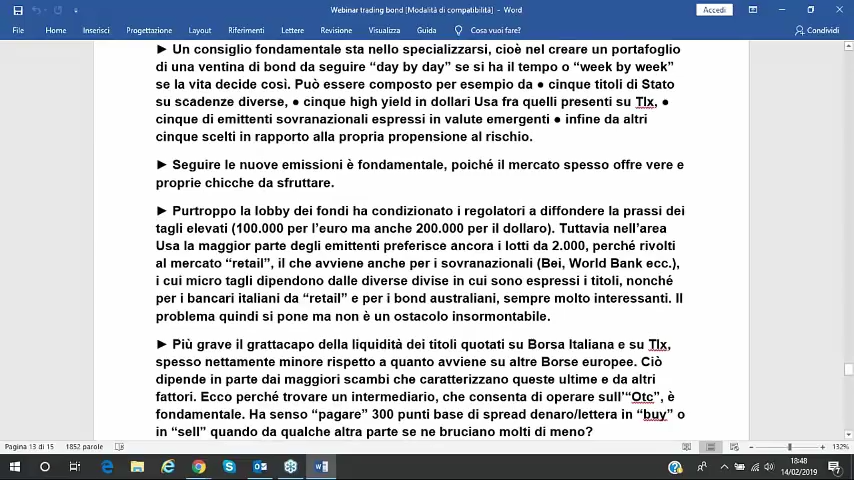 Webinar trading bond [Modalità di compatibilità] - Word
Accedi
File Home Inserisci Progettazione Layout Riferimenti Lettere Revisione Visualizza Guida Cosa vuoi fare? Condividi
► Un consiglio fondamentale sta nello specializzarsi, cioè nel creare un portafoglio
di una ventina di bond da seguire “day by day” se si ha il tempo o “week by week”
se la vita decide così. Può essere composto per esempio da ● cinque titoli di Stato
su scadenze diverse, ● cinque high yield in dollari Usa fra quelli presenti su Tlx, ●
cinque di emittenti sovranazionali espressi in valute emergenti ● infine da altri
cinque scelti in rapporto alla propria propensione al rischio.
► Seguire le nuove emissioni è fondamentale, poiché il mercato spesso offre vere e
proprie chicche da sfruttare.
► Purtroppo la lobby dei fondi ha condizionato i regolatori a diffondere la prassi dei
tagli elevati (100.000 per l’euro ma anche 200.000 per il dollaro). Tuttavia nell’area
Usa la maggior parte degli emittenti preferisce ancora i lotti da 2.000, perché rivolti
al mercato “retail”, il che avviene anche per i sovranazionali (Bei, World Bank ecc.),
i cui micro tagli dipendono dalle diverse divise in cui sono espressi i titoli, nonché
per i bancari italiani da “retail” e per i bond australiani, sempre molto interessanti. Il
problema quindi si pone ma non è un ostacolo insormontabile.
► Più grave il grattacapo della liquidità dei titoli quotati su Borsa Italiana e su Tlx,
spesso nettamente minore rispetto a quanto avviene su altre Borse europee. Ciò
dipende in parte dai maggiori scambi che caratterizzano queste ultime e da altri
fattori. Ecco perché trovare un intermediario, che consenta di operare sull’“Otc”, è
fondamentale. Ha senso “pagare” 300 punti base di spread denaro/lettera in “buy” o
in “sell” quando da qualche altra parte se ne bruciano molti di meno?
Pagina 13 di 15 1852 parole 132%
18:48
14/02/2019